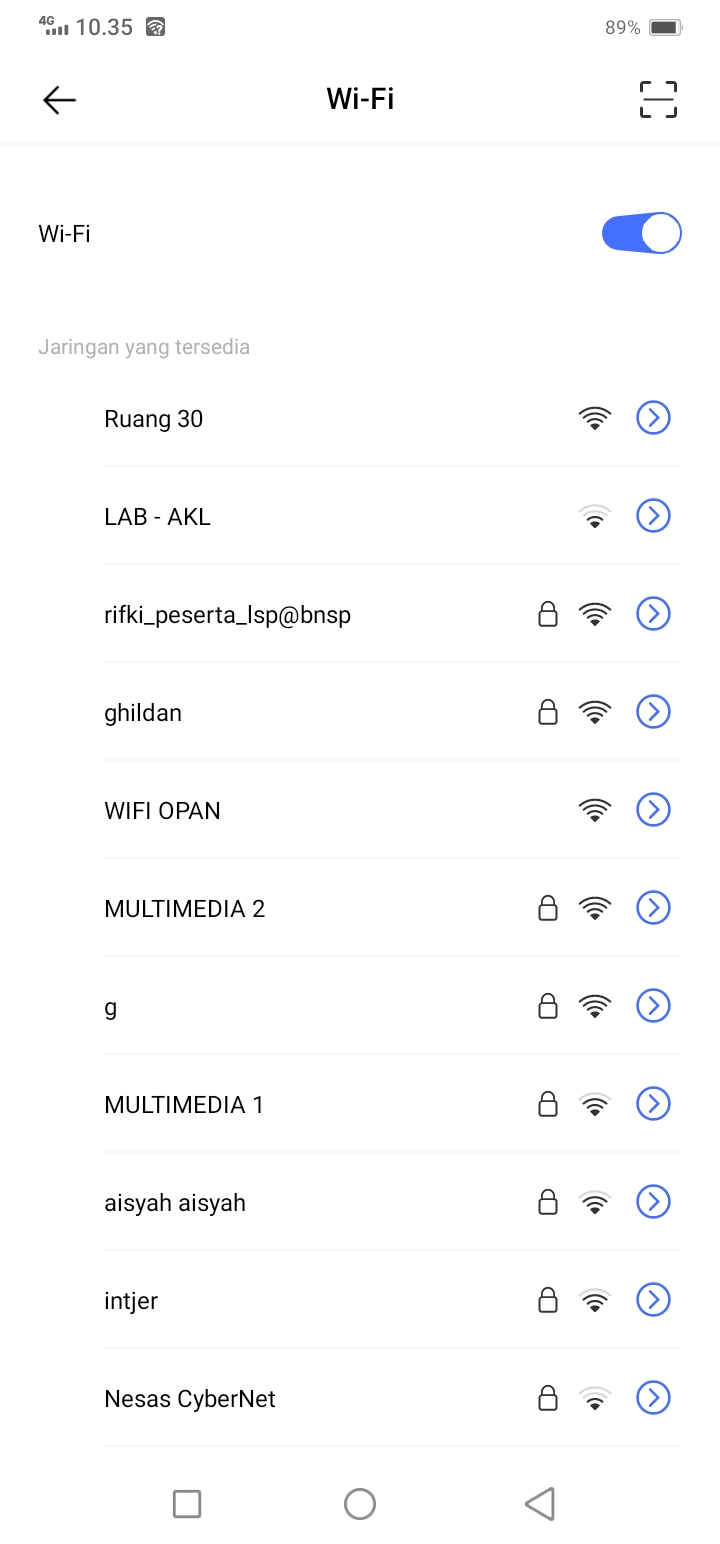 4G 10.35 89%
Wi-Fi
Wi-Fi
Jaringan yang tersedia
Ruang 30
LAB - AKL
rifki_peserta_lsp@bnsp
ghildan
WIFI OPAN
MULTIMEDIA 2
g
MULTIMEDIA 1
aisyah aisyah
intjer
Nesas CyberNet